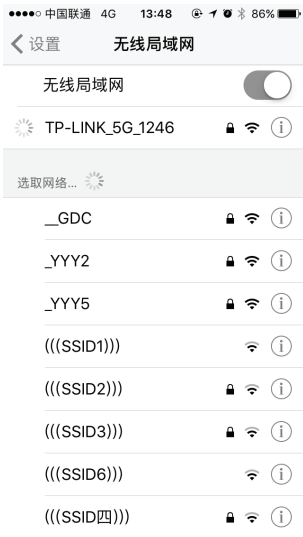 中国联通 4G 13:48 86%
设置 无线局域网
无线局域网
TP-LINK_5G_1246
选取网络...
__GDC
_YYY2
_YYY5
(((SSID1)))
(((SSID2)))
(((SSID3)))
(((SSID6)))
(((SSID四)))